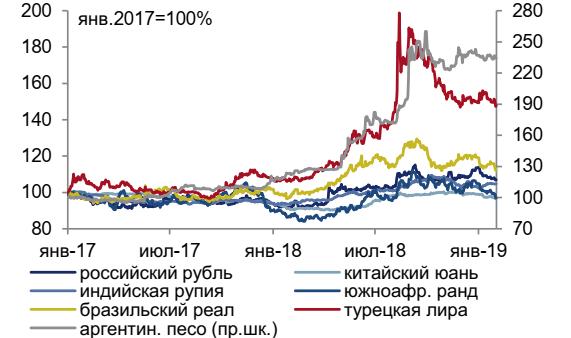 янв.2017=100%
200
180
160
140
120
100
80
280
250
220
190
160
130
100
70
янв-17 июл-17 янв-18 июл-18 янв-19
российский рубль китайский юань
индийская рупия южноафр. ранд
бразильский реал турецкая лира
аргентин. песо (пр.шк.)